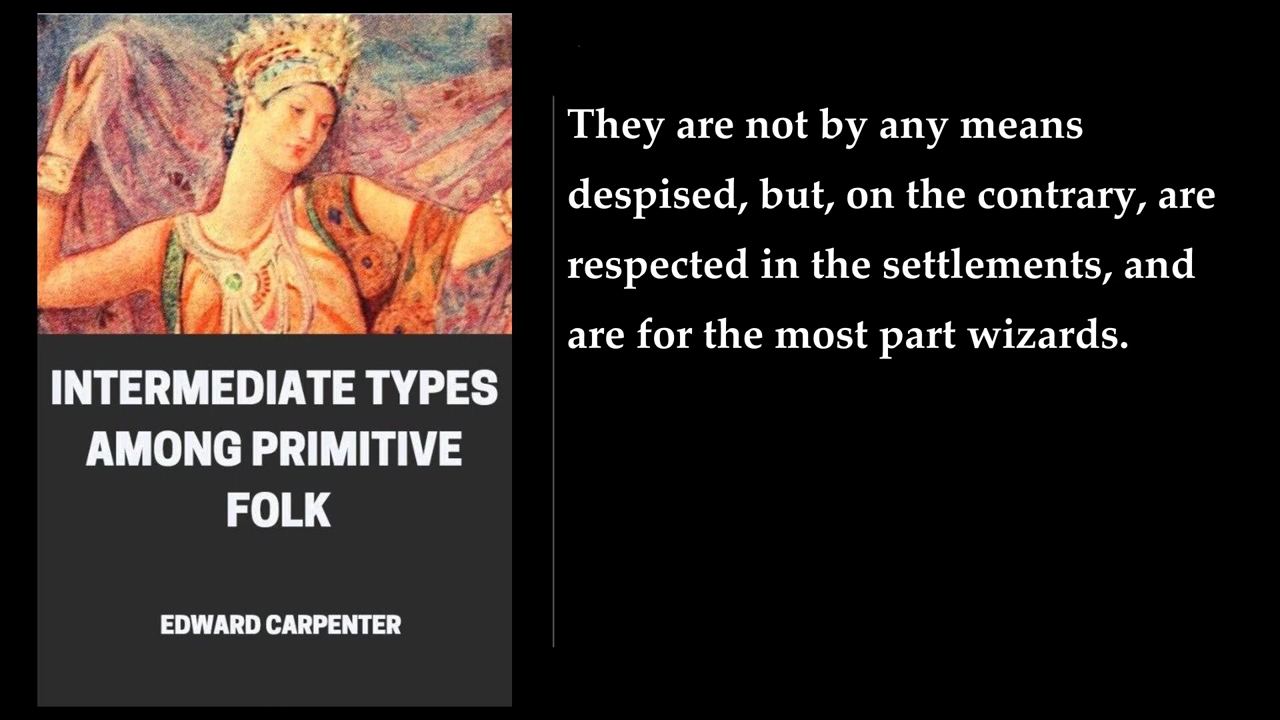 INTERMEDIATE TYPES
AMONG PRIMITIVE
FOLK
EDWARD CARPENTER
They are not by any means
despised, but, on the contrary, are
respected in the settlements, and
are for the most part wizards.